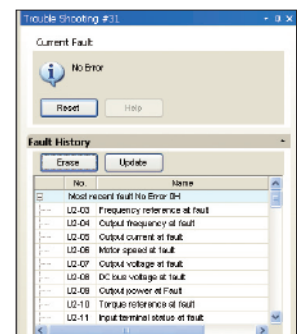 Trouble Shooting #31
Current Fault
No Error
Reset Help
Fault History
Erase Update
No. Name
Most recent fault No Error 0H
U2-03 Frequency reference at fault
U2-04 Output frequency at fault
U2-05 Output current at fault
U2-06 Motor speed at fault
U2-07 Output voltage at fault
U2-08 DC bus voltage at fault
U2-09 Output power at Fault
U2-10 Torque reference at fault
U2-11 Input terminal status at fault